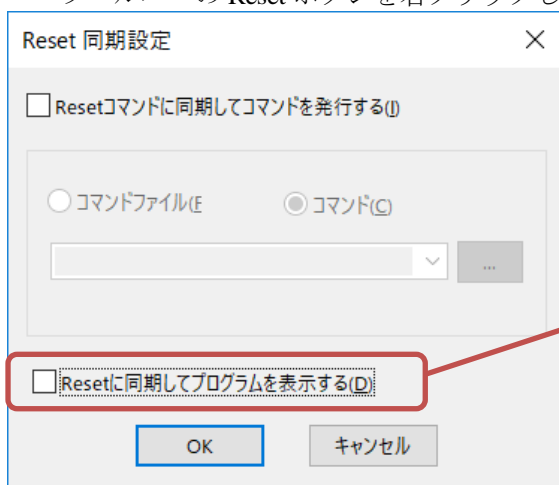 Reset 同期設定
Resetコマンドに同期してコマンドを発行する(I)
コマンドファイル(F
コマンド(C)
...
Resetに同期してプログラムを表示する(D)
OK キャンセル